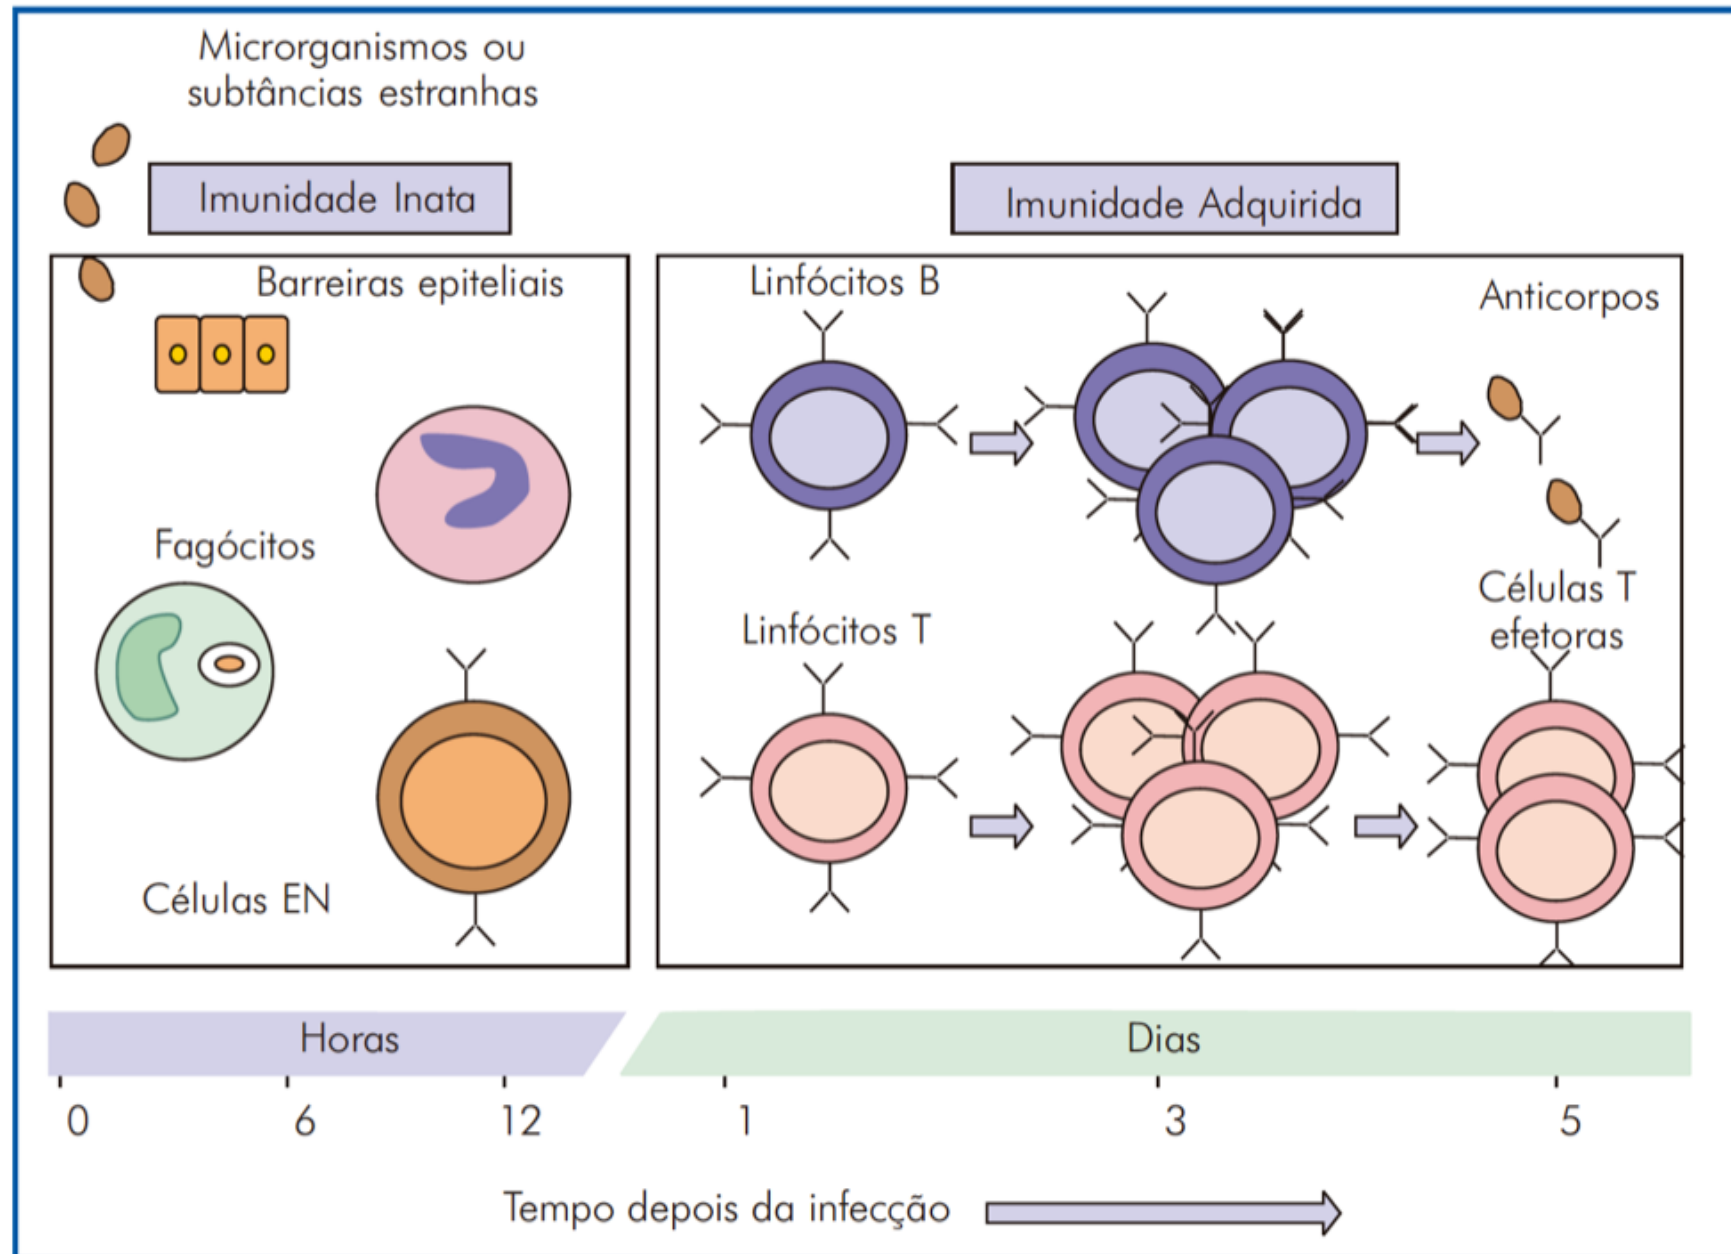 Microrganismos ou
subtâncias estranhas
Imunidade Inata
Imunidade Adquirida
Barreiras epiteliais
Fagócitos
Células EN
Linfócitos B
Anticorpos
Linfócitos T
Células T
efetoras
Horas
Dias
0
6
12
1
3
5
Tempo depois da infecção